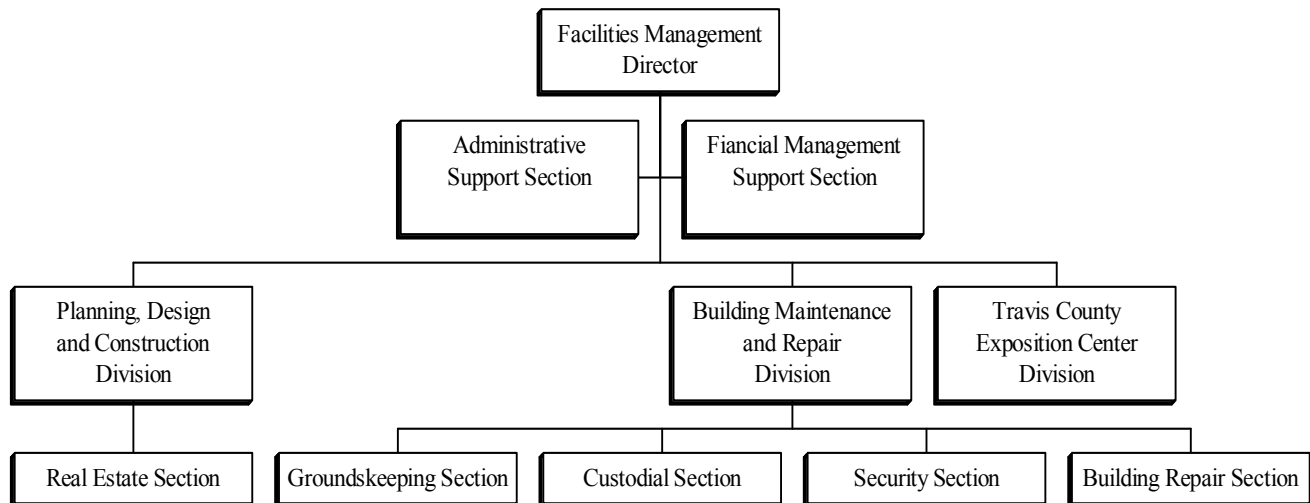 Facilities Management
Director
Administrative
Support Section
Fiancial Management
Support Section
Planning, Design
and Construction
Division
Building Maintenance
and Repair
Division
Travis County
Exposition Center
Division
Real Estate Section
Groundskeeping Section
Custodial Section
Security Section
Building Repair Section